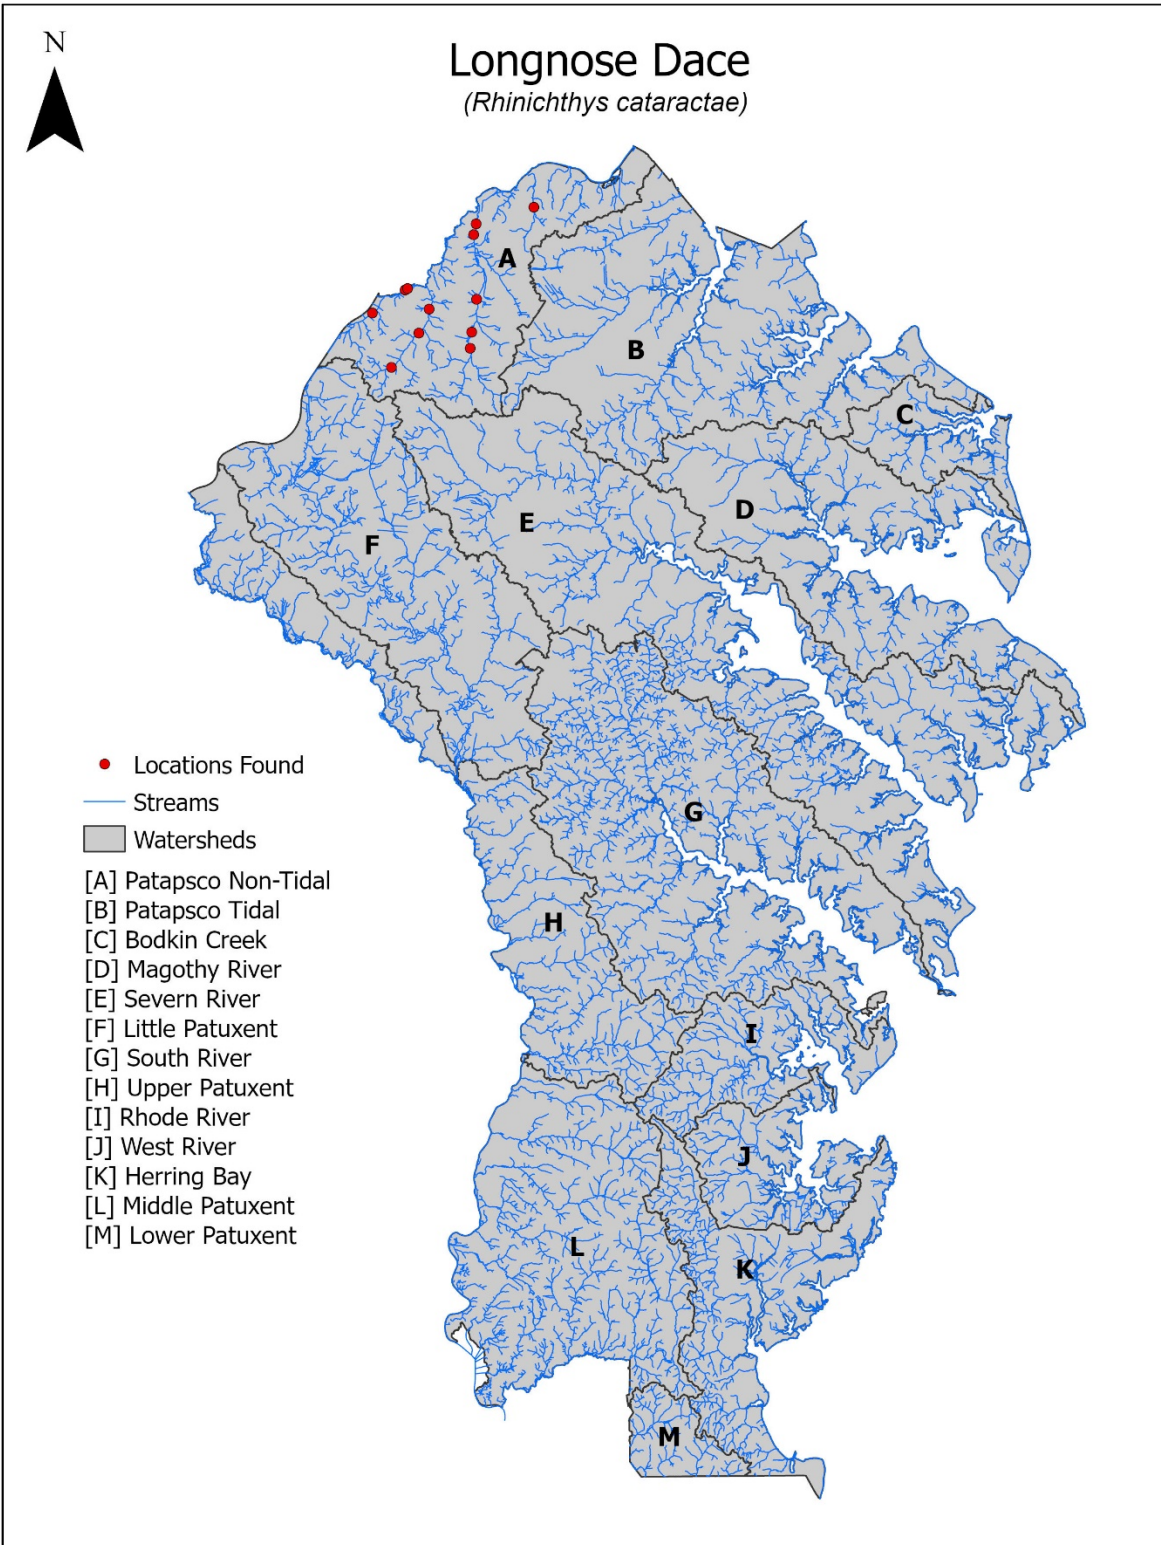 N
Longnose Dace
(Rhinichthys cataractae)
A
B
C
D
E
F
G
H
I
J
K
L
M
Locations Found
Streams
Watersheds
[A] Patapsco Non-Tidal
[B] Patapsco Tidal
[C] Bodkin Creek
[D] Magothy River
[E] Severn River
[F] Little Patuxent
[G] South River
[H] Upper Patuxent
[I] Rhode River
[J] West River
[K] Herring Bay
[L] Middle Patuxent
[M] Lower Patuxent